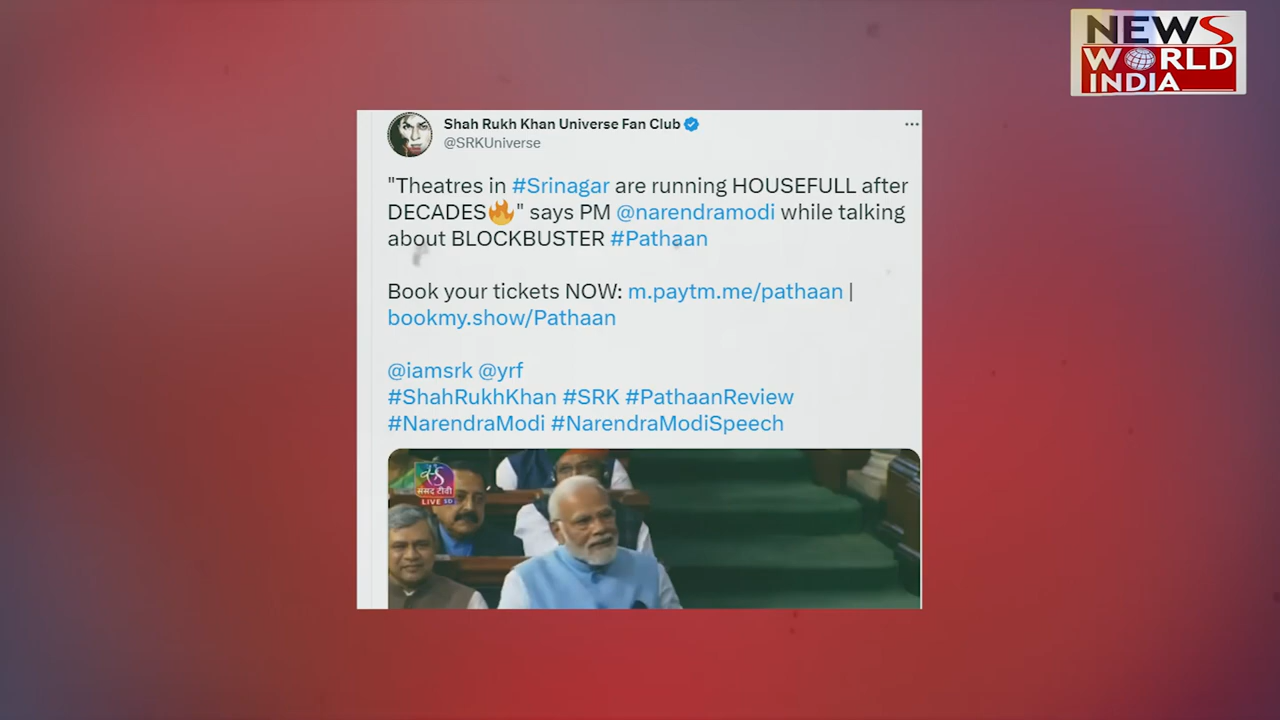 NEWS
WORLD
INDIA
Shah Rukh Khan Universe Fan Club
@SRKUniverse
"Theatres in #Srinagar are running HOUSEFULL after
DECADES🔥" says PM @narendramodi while talking
about BLOCKBUSTER #Pathaan
Book your tickets NOW: m.paytm.me/pathaan |
bookmy.show/Pathaan
@iamsrk @yrf
#ShahRukhKhan #SRK #PathaanReview
#NarendraModi #NarendraModiSpeech
संसद टीवी
LIVE SD